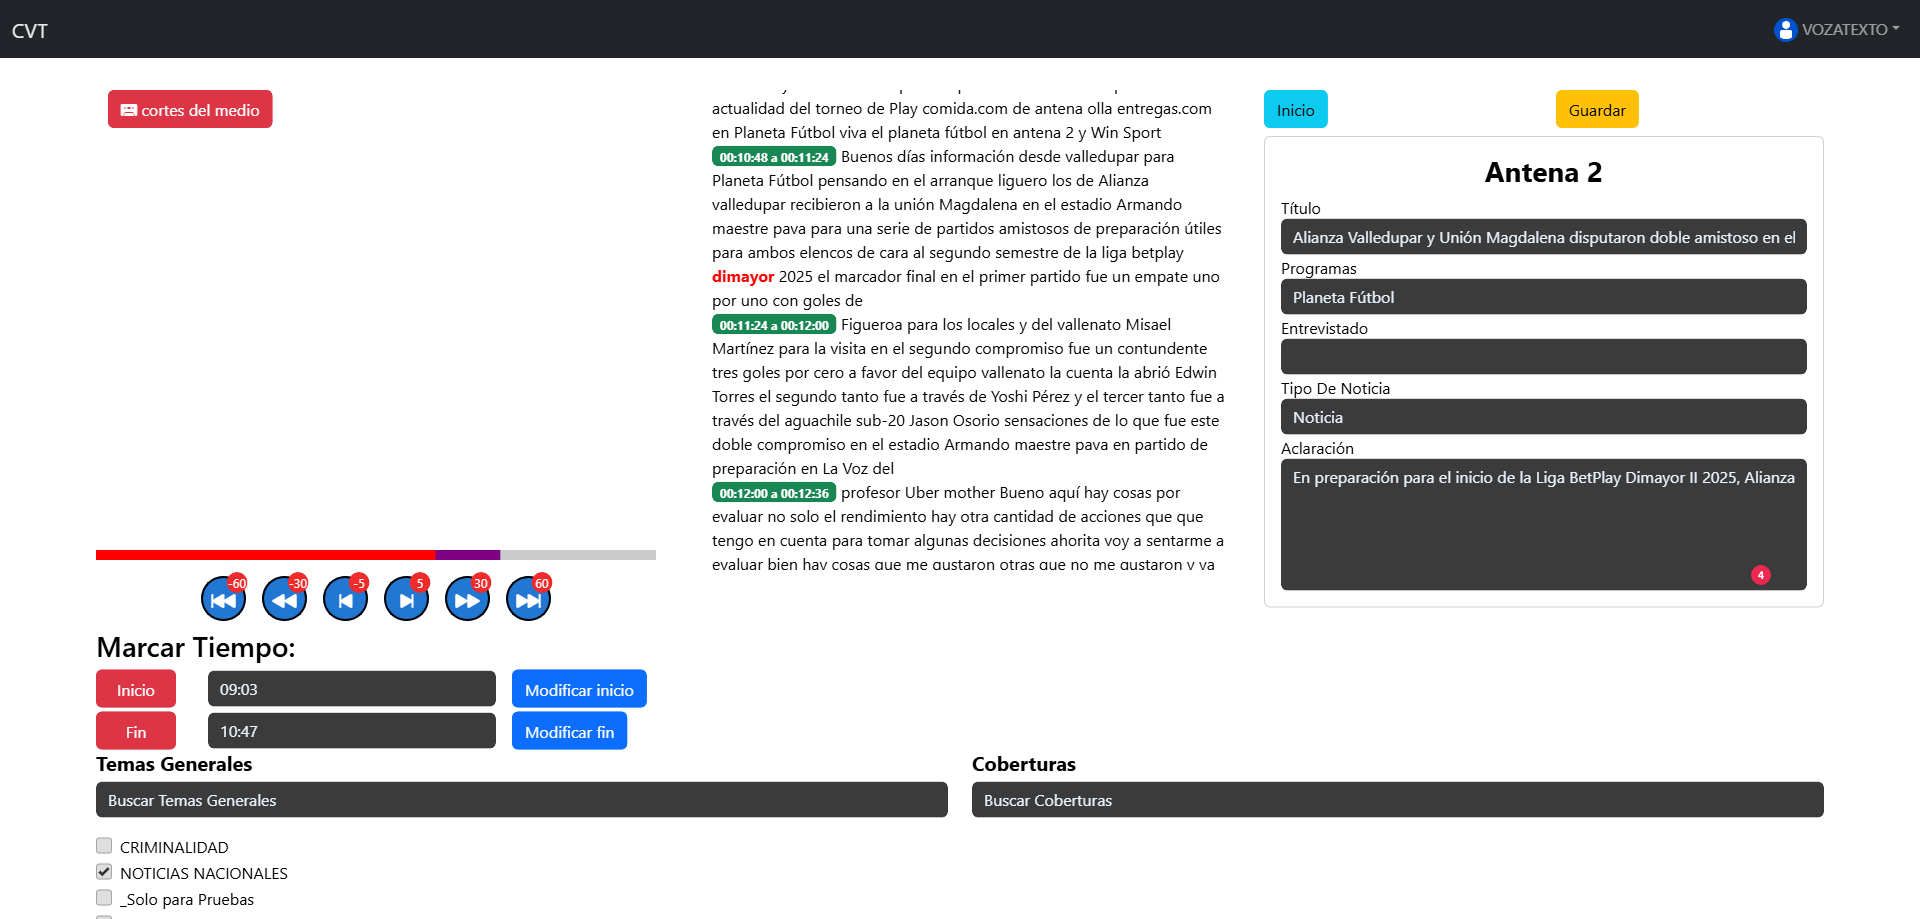 CVT
VOZATEXTO
cortes del medio
actualidad del torneo de Play comida.com de antena olla entregas.com
en Planeta Fútbol viva el planeta fútbol en antena 2 y Win Sport
00:10:48 a 00:11:24 Buenos días información desde valledupar para
Planeta Fútbol pensando en el arranque liguero los de Alianza
valledupar recibieron a la unión Magdalena en el estadio Armando
maestre pava para una serie de partidos amistosos de preparación útiles
para ambos elencos de cara al segundo semestre de la liga betplay
dimayor 2025 el marcador final en el primer partido fue un empate uno
por uno con goles de
00:11:24 a 00:12:00 Figueroa para los locales y del vallenato Misael
Martínez para la visita en el segundo compromiso fue un contundente
tres goles por cero a favor del equipo vallenato la cuenta la abrió Edwin
Torres el segundo tanto fue a través de Yoshi Pérez y el tercer tanto fue a
través del aguachile sub-20 Jason Osorio sensaciones de lo que fue este
doble compromiso en el estadio Armando maestre pava en partido de
preparación en La Voz del
00:12:00 a 00:12:36 profesor Uber mother Bueno aquí hay cosas por
evaluar no solo el rendimiento hay otra cantidad de acciones que que
tengo en cuenta para tomar algunas decisiones ahorita voy a sentarme a
evaluar bien hay cosas que me gustaron otras que no me gustaron y va
Inicio
Guardar
Antena 2
Título
Alianza Valledupar y Unión Magdalena disputaron doble amistoso en el
Programas
Planeta Fútbol
Entrevistado
Tipo De Noticia
Noticia
Aclaración
En preparación para el inicio de la Liga BetPlay Dimayor II 2025, Alianza
4
-60
-30
-5
5
30
60
Marcar Tiempo:
Inicio
09:03
Modificar inicio
Fin
10:47
Modificar fin
Temas Generales
Buscar Temas Generales
CRIMINALIDAD
NOTICIAS NACIONALES
_Solo para Pruebas
Coberturas
Buscar Coberturas